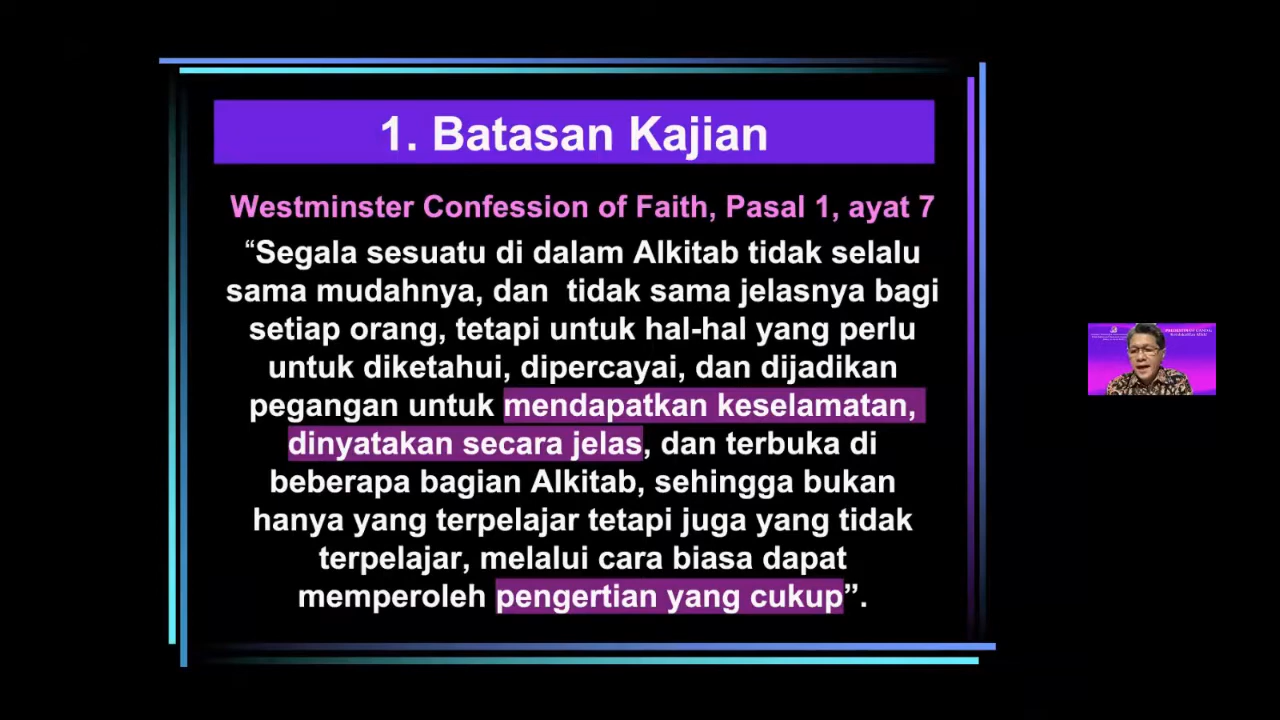 1. Batasan Kajian
Westminster Confession of Faith, Pasal 1, ayat 7
“Segala sesuatu di dalam Alkitab tidak selalu
sama mudahnya, dan tidak sama jelasnya bagi
setiap orang, tetapi untuk hal-hal yang perlu
untuk diketahui, dipercayai, dan dijadikan
pegangan untuk mendapatkan keselamatan,
dinyatakan secara jelas, dan terbuka di
beberapa bagian Alkitab, sehingga bukan
hanya yang terpelajar tetapi juga yang tidak
terpelajar, melalui cara biasa dapat
memperoleh pengertian yang cukup”.